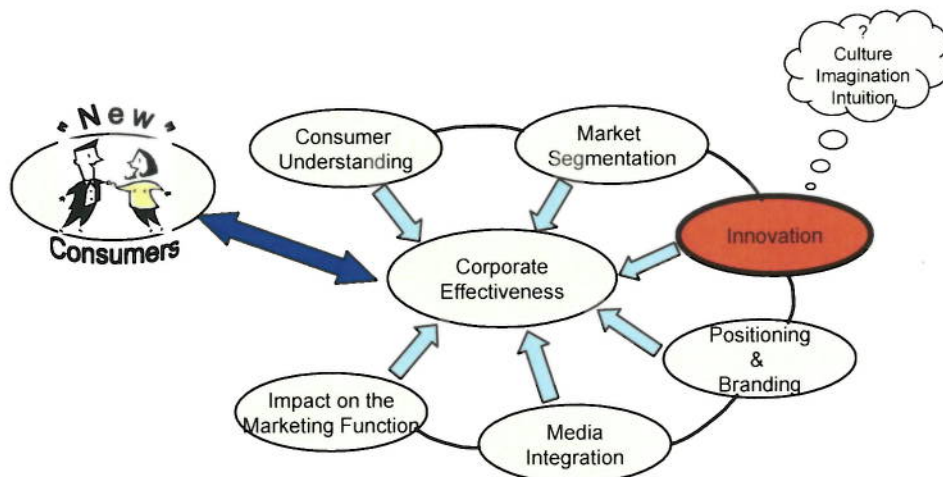 ?
Culture
Imagination
Intuition
"New"
Consumers
Consumer
Understanding
Market
Segmentation
Innovation
Corporate
Effectiveness
Positioning
&
Branding
Impact on the
Marketing Function
Media
Integration